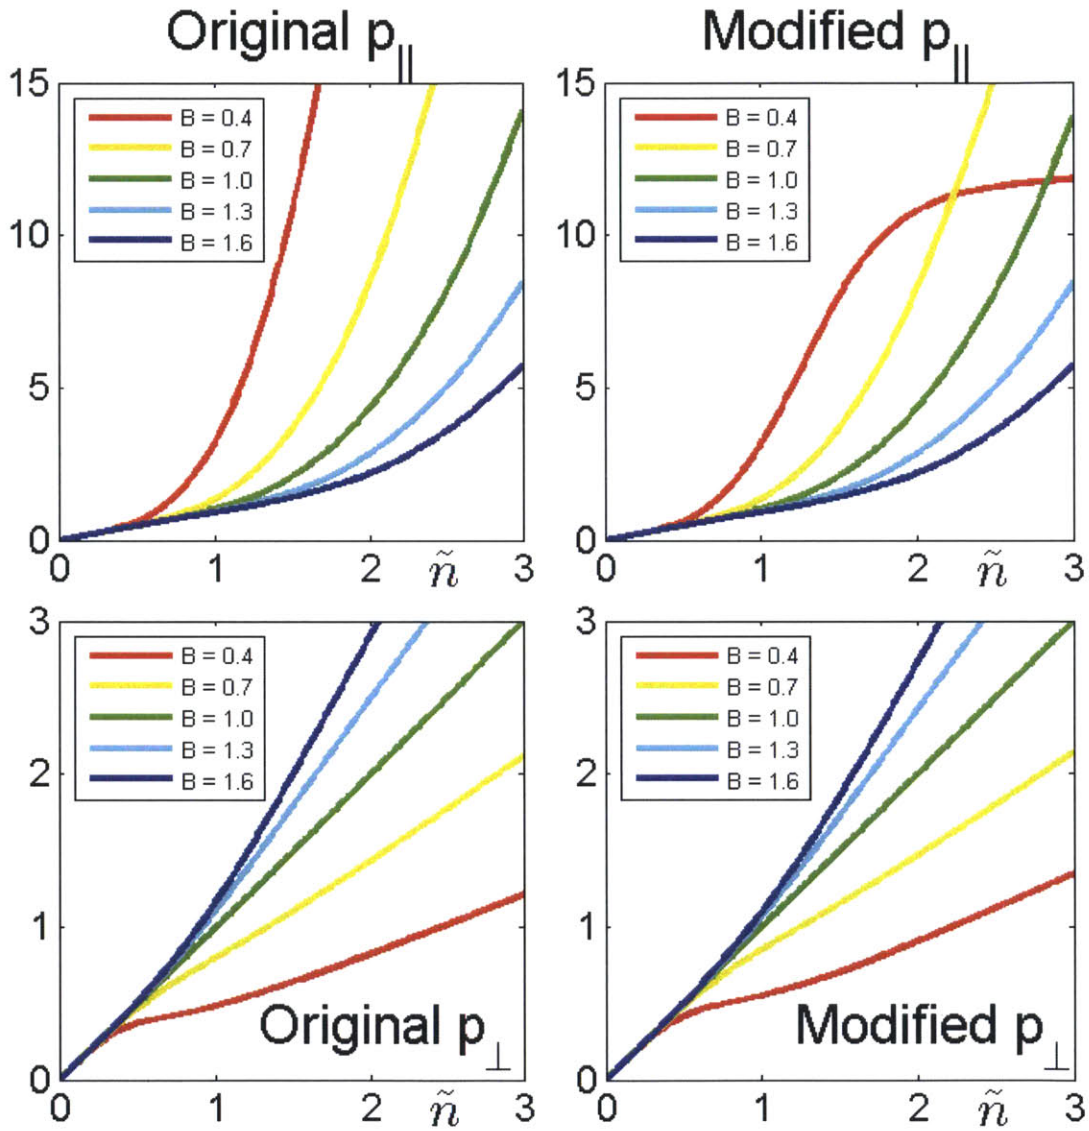 Original p∥
Modified p∥
15
10
5
0
B = 0.4
B = 0.7
B = 1.0
B = 1.3
B = 1.6
0 1 2 ñ 3
15
10
5
0
B = 0.4
B = 0.7
B = 1.0
B = 1.3
B = 1.6
0 1 2 ñ 3
3
2
1
0
B = 0.4
B = 0.7
B = 1.0
B = 1.3
B = 1.6
Original p⊥
0 1 2 ñ 3
3
2
1
0
B = 0.4
B = 0.7
B = 1.0
B = 1.3
B = 1.6
Modified p⊥
0 1 2 ñ 3